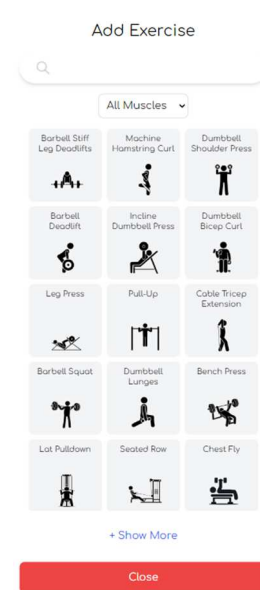 Add Exercise
All Muscles
Barbell Stiff
Leg Deadlifts
Machine
Hamstring Curl
Dumbbell
Shoulder Press
Barbell
Deadlift
Incline
Dumbbell Press
Dumbbell
Bicep Curl
Leg Press
Pull-Up
Cable Tricep
Extension
Barbell Squat
Dumbbell
Lunges
Bench Press
Lat Pulldown
Seated Row
Chest Fly
+ Show More
Close